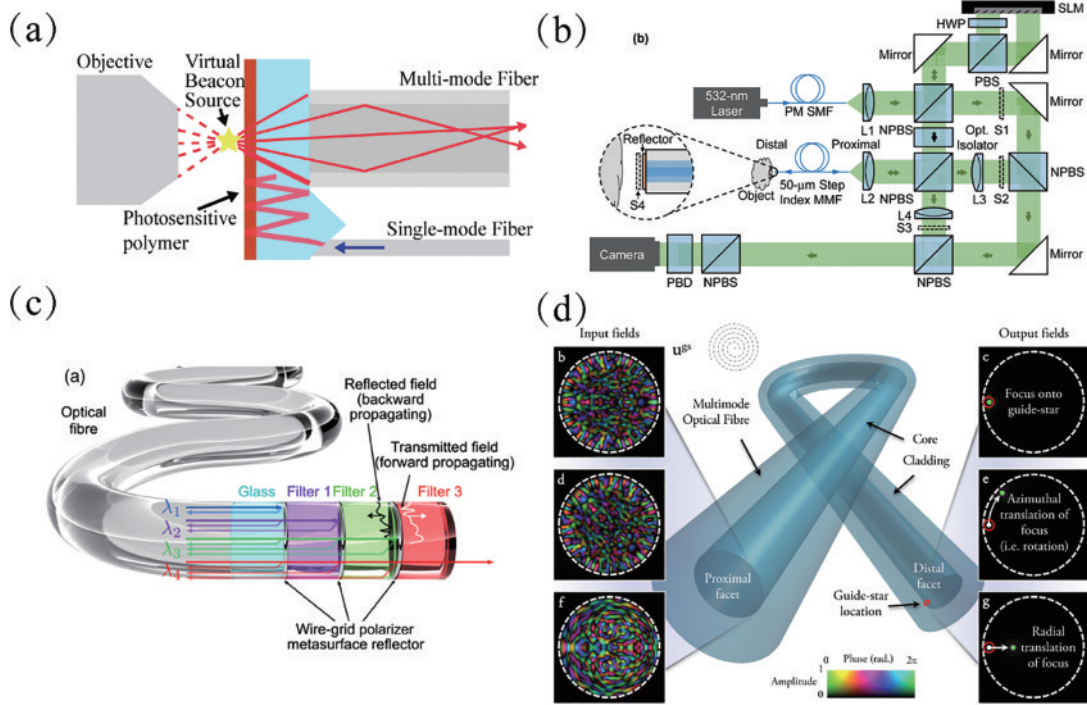 (a)
Objective
Virtual
Beacon
Source
Multi-mode Fiber
Photosensitive
polymer
Single-mode Fiber
(b)
(b)
SLM
HWP
Mirror
Mirror
PBS
532-nm
Laser
PM SMF
L1
NPBS
Opt.
Isolator
S1
Mirror
Reflector
Distal
Proximal
S4
Object
50-μm Step
Index MMF
L2
NPBS
L3
S2
NPBS
L4
S3
Camera
PBD
NPBS
NPBS
Mirror
(c)
(a)
Optical
fibre
Reflected field
(backward
propagating)
Transmitted field
(forward propagating)
Glass
Filter 1
Filter 2
Filter 3
λ1
λ2
λ3
λ4
Wire-grid polarizer
metasurface reflector
(d)
Input fields
b
d
f
u^gs
Multimode
Optical Fibre
Core
Cladding
Proximal
facet
Distal
facet
Guide-star
location
Phase (rad.)
0
2π
Amplitude
1
0
Output fields
c
Focus onto
guide-star
e
Azimuthal
translation of
focus
(i.e. rotation)
g
Radial
translation
of focus